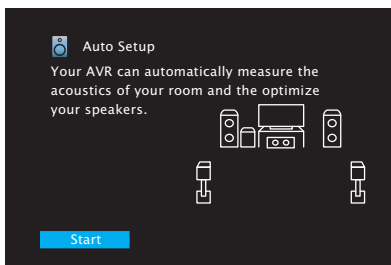 Auto Setup
Your AVR can automatically measure the
acoustics of your room and the optimize
your speakers.
Start